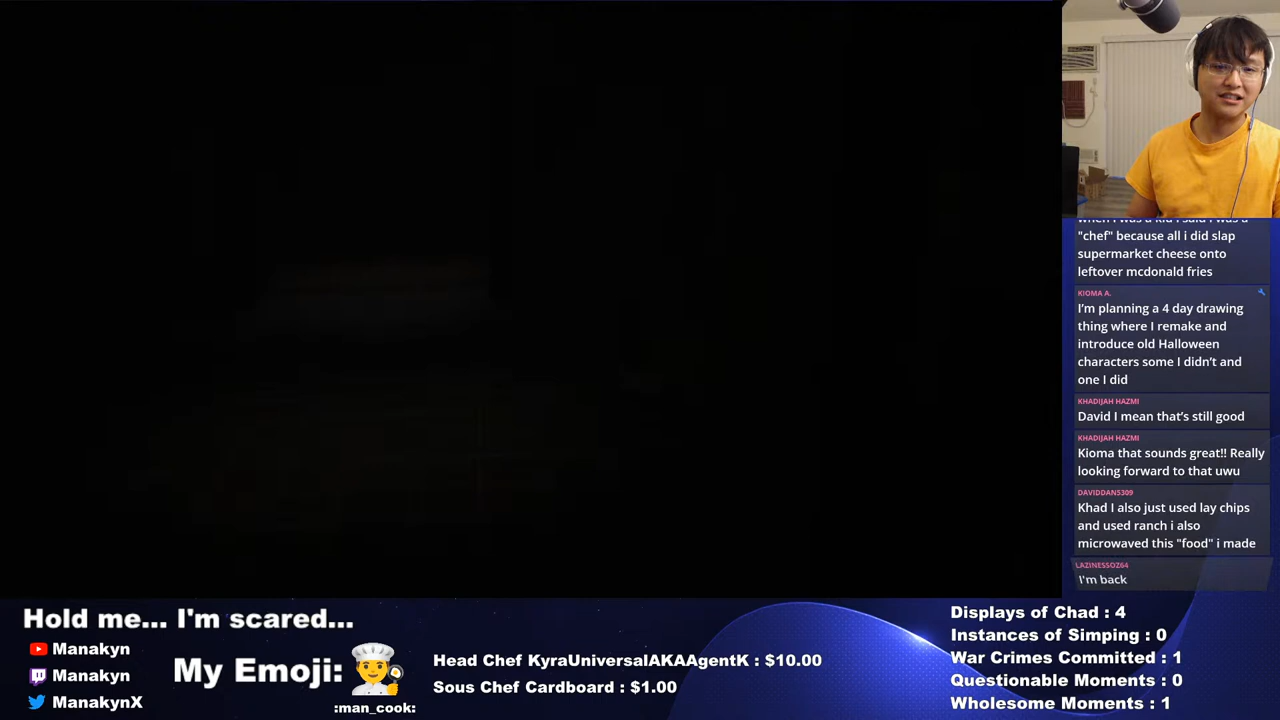 "chef" because all i did slap
supermarket cheese onto
leftover mcdonald fries
KIOMA A.
I'm planning a 4 day drawing
thing where I remake and
introduce old Halloween
characters some I didn't and
one I did
KHADIJAH HAZMI
David I mean that's still good
KHADIJAH HAZMI
Kioma that sounds great!! Really
looking forward to that uwu
DAVIDDAN5309
Khad I also just used lay chips
and used ranch i also
microwaved this "food" i made
LAZINESSOZ64
I'm back
Hold me... I'm scared...
Manakyn
Manakyn
ManakynX
My Emoji:
:man_cook:
Head Chef KyraUniversalAKAAgentK : $10.00
Sous Chef Cardboard : $1.00
Displays of Chad : 4
Instances of Simping : 0
War Crimes Committed : 1
Questionable Moments : 0
Wholesome Moments : 1